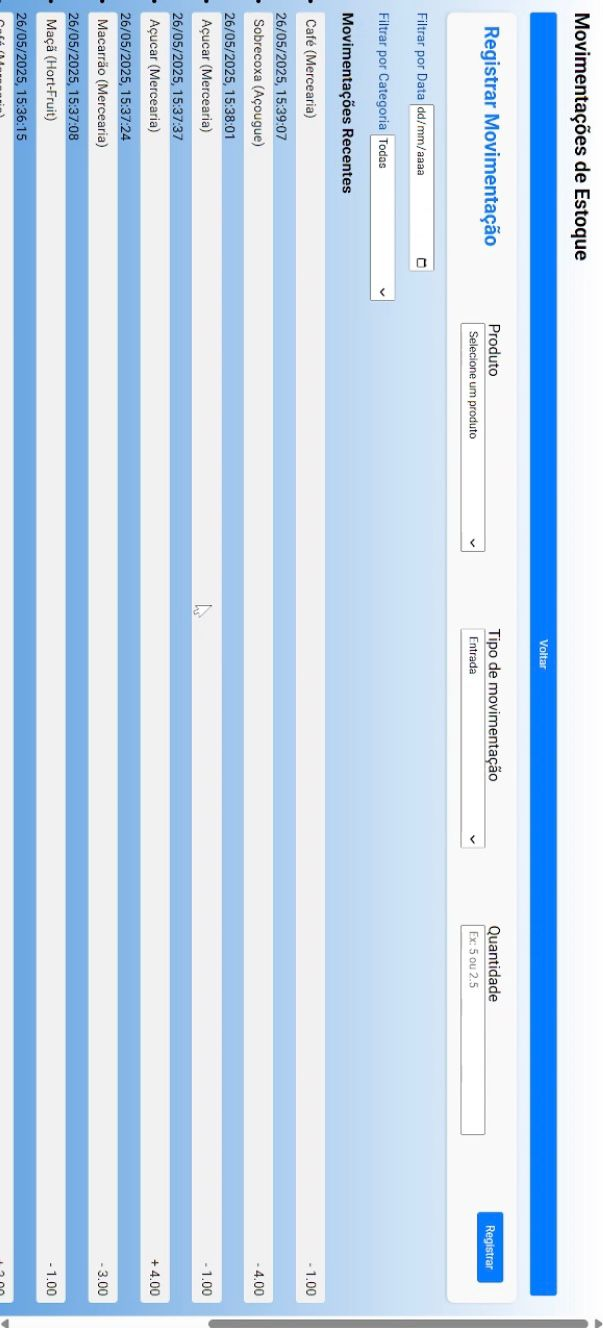 Movimentações de Estoque
Voltar
Registrar Movimentação
Produto
Selecione um produto
Tipo de movimentação
Entrada
Quantidade
Ex: 5 ou 2.5
Registrar
Filtrar por Data dd/mm/aaaa
Filtrar por Categoria Todas
Movimentações Recentes
Café (Mercearia) - 1.00
26/05/2025, 15:39:07
Sobrecoxa (Açougue) - 4.00
26/05/2025, 15:38:01
Açucar (Mercearia) - 1.00
26/05/2025, 15:37:37
Açucar (Mercearia) + 4.00
26/05/2025, 15:37:24
Macarrão (Mercearia) - 3.00
26/05/2025, 15:37:08
Maçã (Hort-Fruit) - 1.00
26/05/2025, 15:36:15